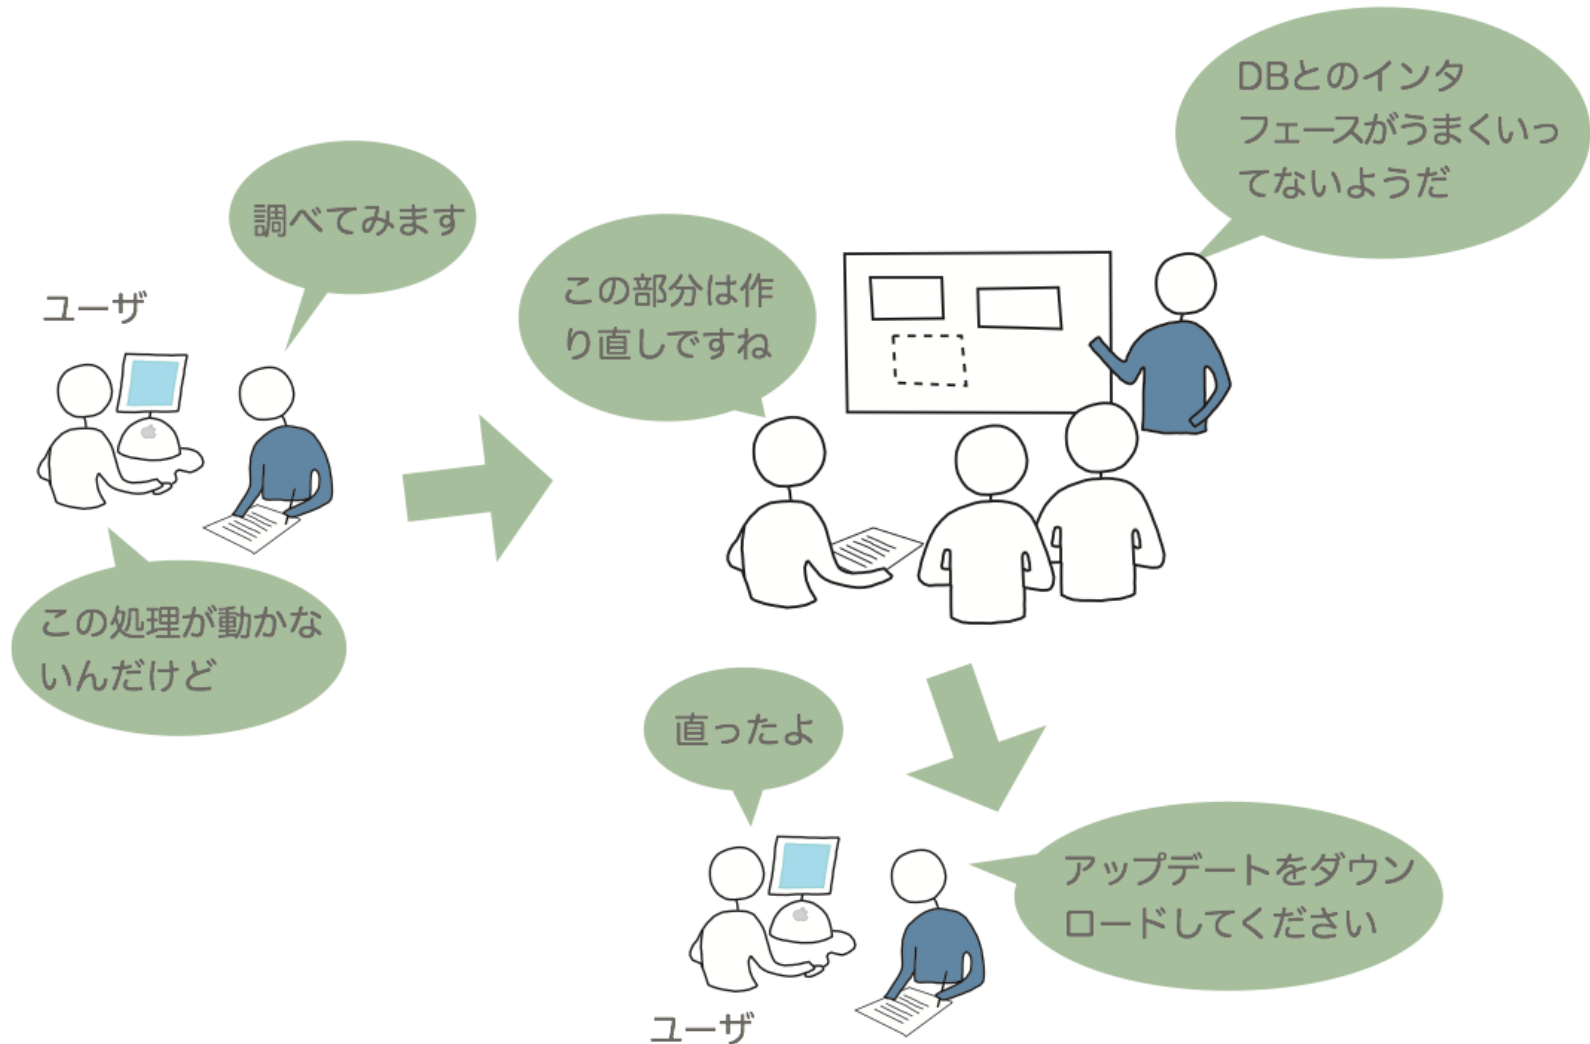 調べてみます
ユーザ
この処理が動かな
いんだけど
この部分は作
り直しですね
DBとのインタ
フェースがうまくいっ
てないようだ
直ったよ
アップデートをダウン
ロードしてください
ユーザ